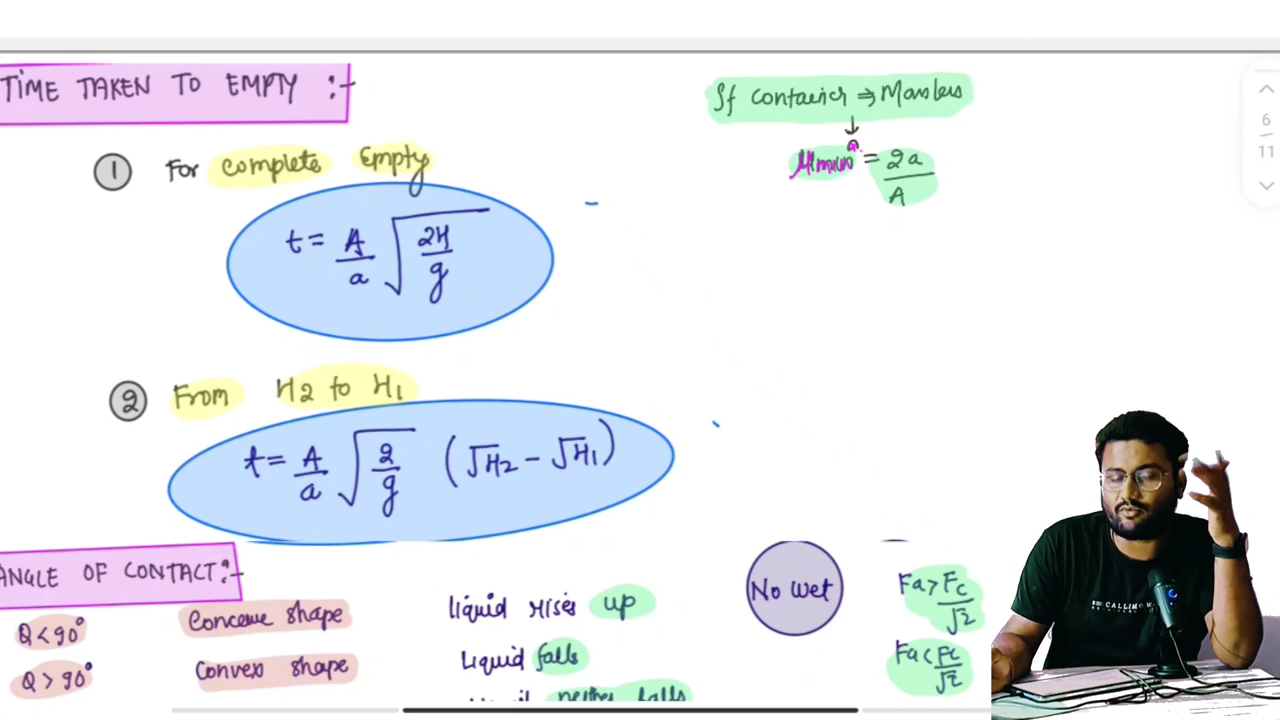 TIME TAKEN TO EMPTY :-
If container ⇒ Massless
μmin = 2a/A
① For complete Empty
t = A/a √(2H/g)
② From H2 to H1
t = A/a √(2/g) (√H2 - √H1)
ANGLE OF CONTACT:-
Q < 90° Concave shape liquid rises up
Q > 90° Convex shape liquid falls
No wet
Fa > Fc/√2
Fa < Fc/√2
6
11